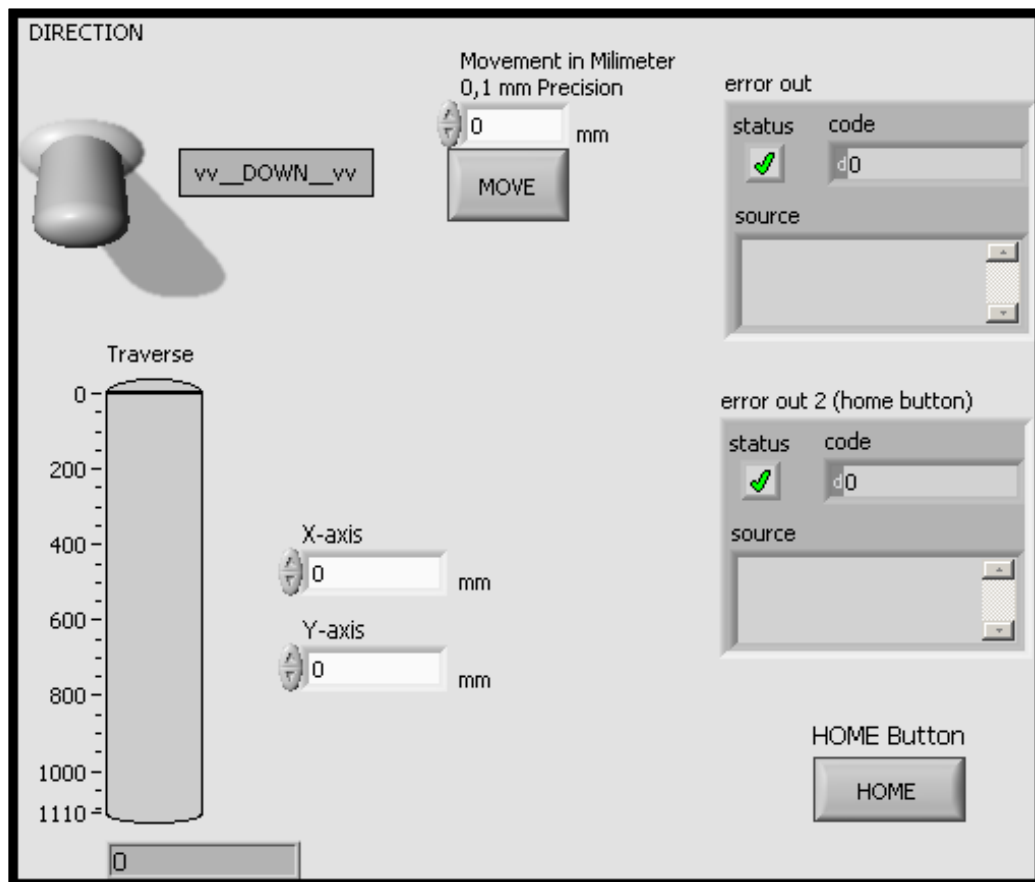 DIRECTION
Movement in Milimeter
0,1 mm Precision
0
mm
MOVE
vv__DOWN__vv
error out
status
code
d0
source
Traverse
0
200
400
600
800
1000
1110
0
X-axis
0
mm
Y-axis
0
mm
error out 2 (home button)
status
code
d0
source
HOME Button
HOME